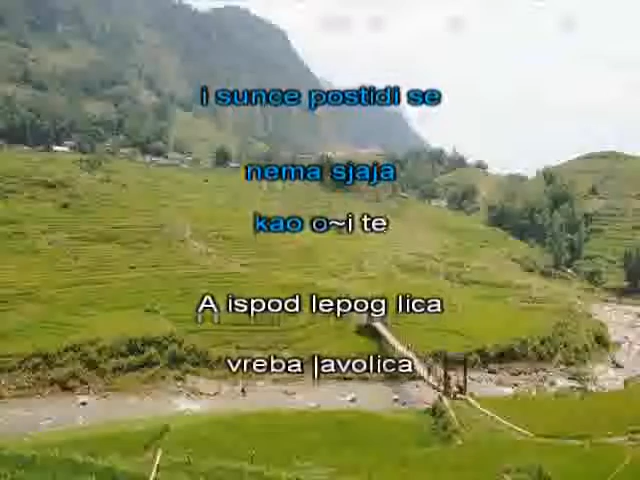 i sunce postidi se
nema sjaja
kao o~i te
A ispod lepog lica
vreba |avolica